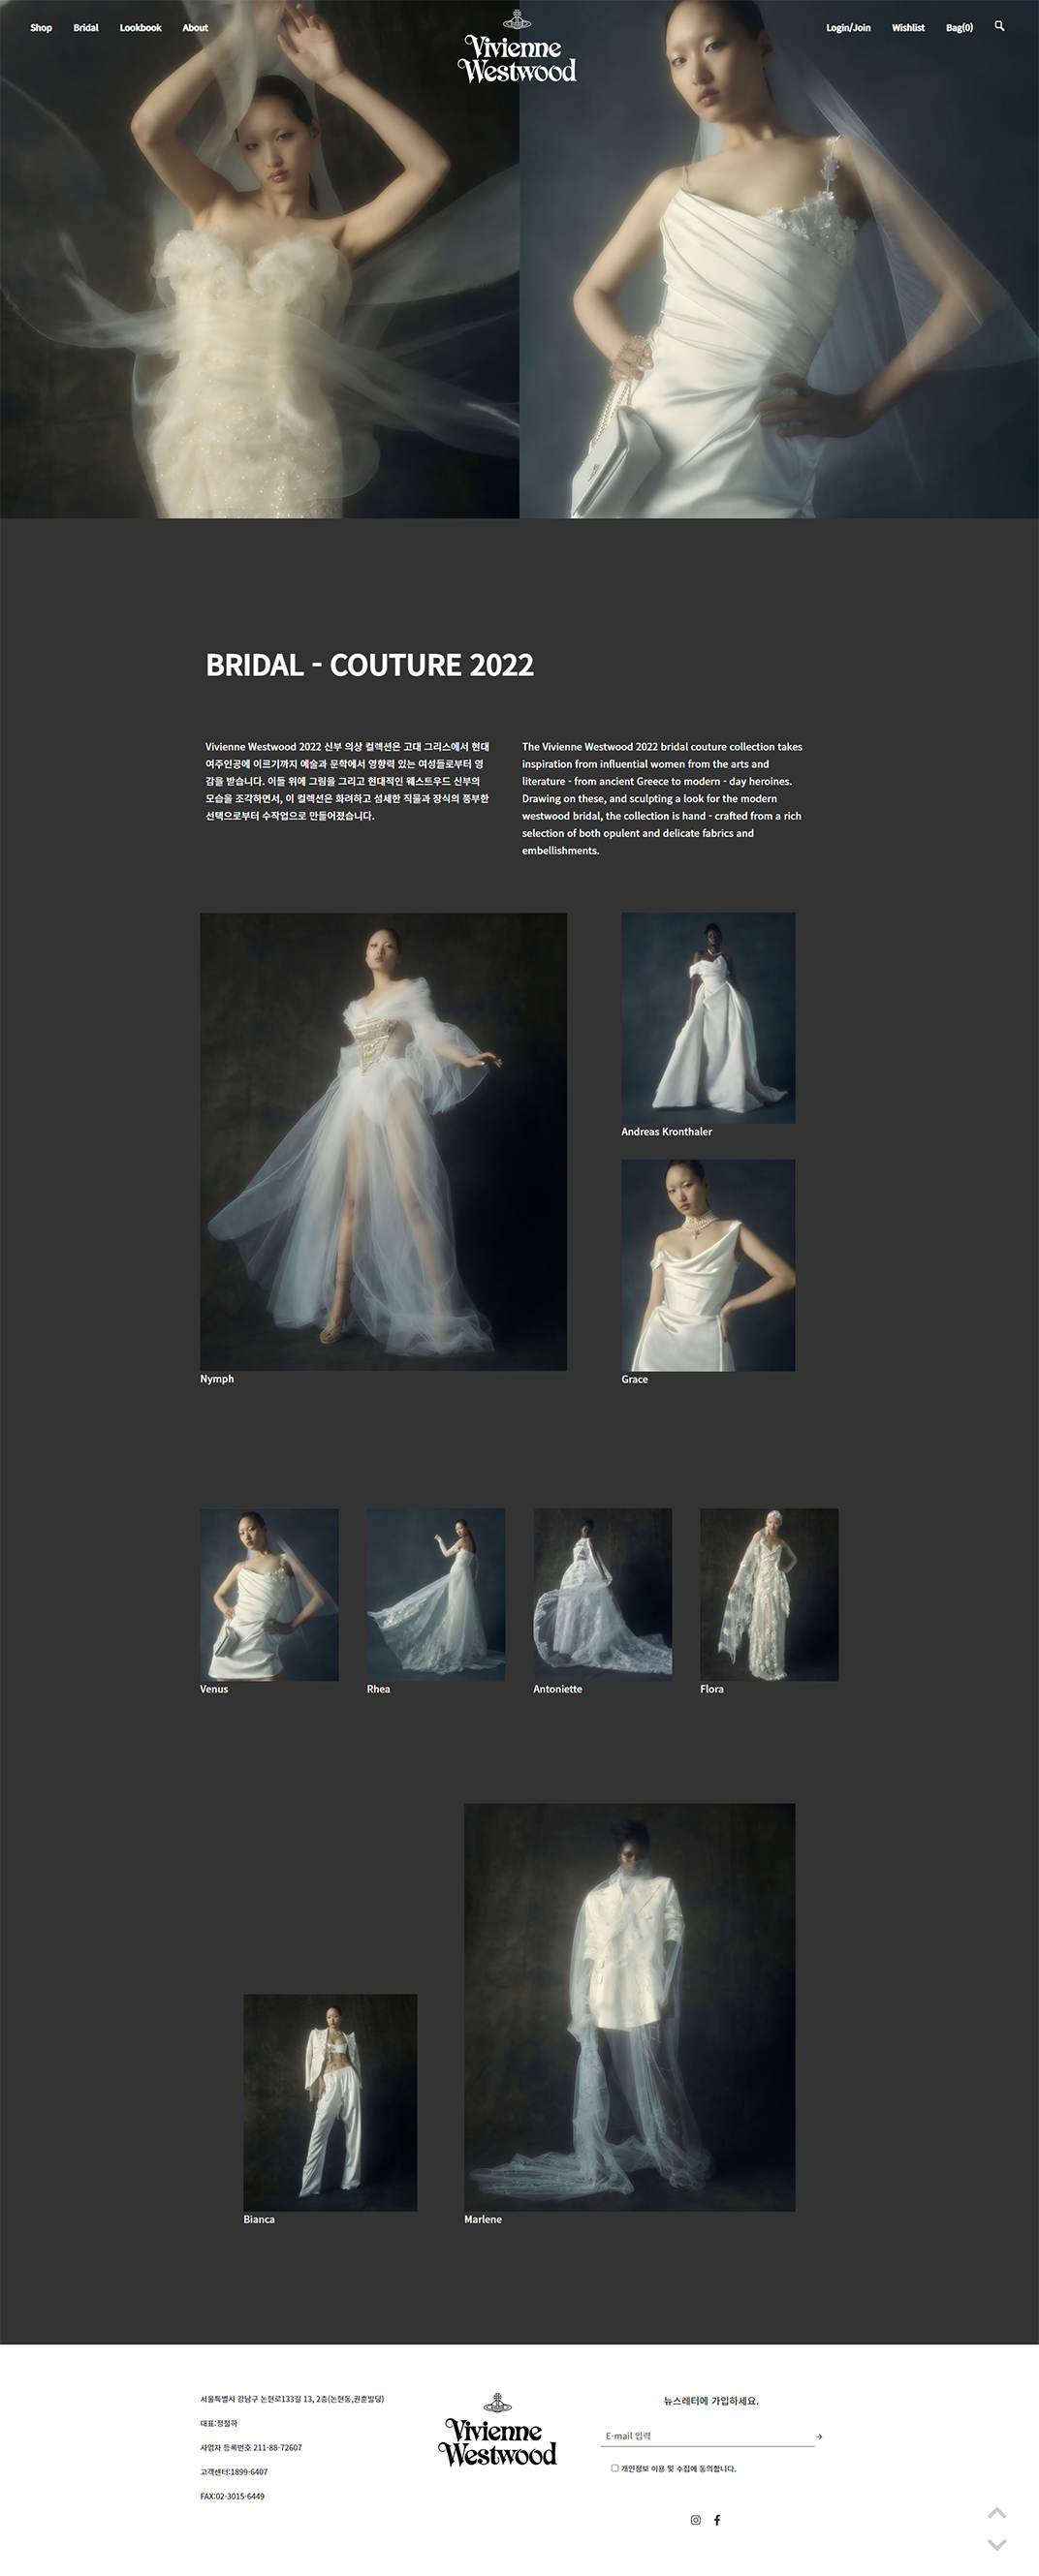 Shop Bridal Lookbook About
Vivienne
Westwood
Login/Join Wishlist Bag(0)
BRIDAL - COUTURE 2022
Vivienne Westwood 2022 신부 의상 컬렉션은 고대 그리스에서 현대
여주인공에 이르기까지 예술과 문학에서 영향력 있는 여성들로부터 영
감을 받습니다. 이들 위에 그림을 그리고 현대적인 웨스트우드 신부의
모습을 조각하면서, 이 컬렉션은 화려하고 섬세한 직물과 장식의 풍부한
선택으로부터 수작업으로 만들어졌습니다.
The Vivienne Westwood 2022 bridal couture collection takes
inspiration from influential women from the arts and
literature - from ancient Greece to modern - day heroines.
Drawing on these, and sculpting a look for the modern
westwood bridal, the collection is hand - crafted from a rich
selection of both opulent and delicate fabrics and
embellishments.
Andreas Kronthaler
Nymph
Grace
Venus
Rhea
Antoniette
Flora
Bianca
Marlene
서울특별시 강남구 논현로133길 13, 2층(논현동,권훈빌딩)
대표:정철하
사업자 등록번호 211-88-72607
고객센터:1899-6407
FAX:02-3015-6449
Vivienne
Westwood
뉴스레터에 가입하세요.
E-mail 입력
개인정보 이용 및 수집에 동의합니다.